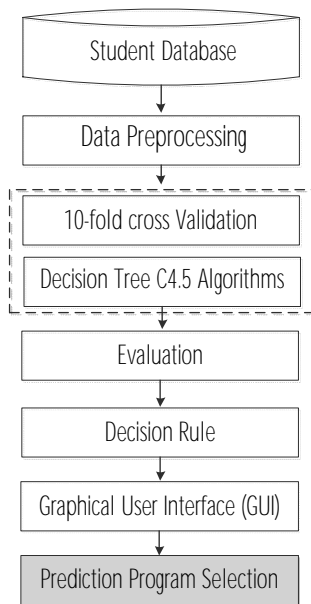 Student Database
Data Preprocessing
10-fold cross Validation
Decision Tree C4.5 Algorithms
Evaluation
Decision Rule
Graphical User Interface (GUI)
Prediction Program Selection